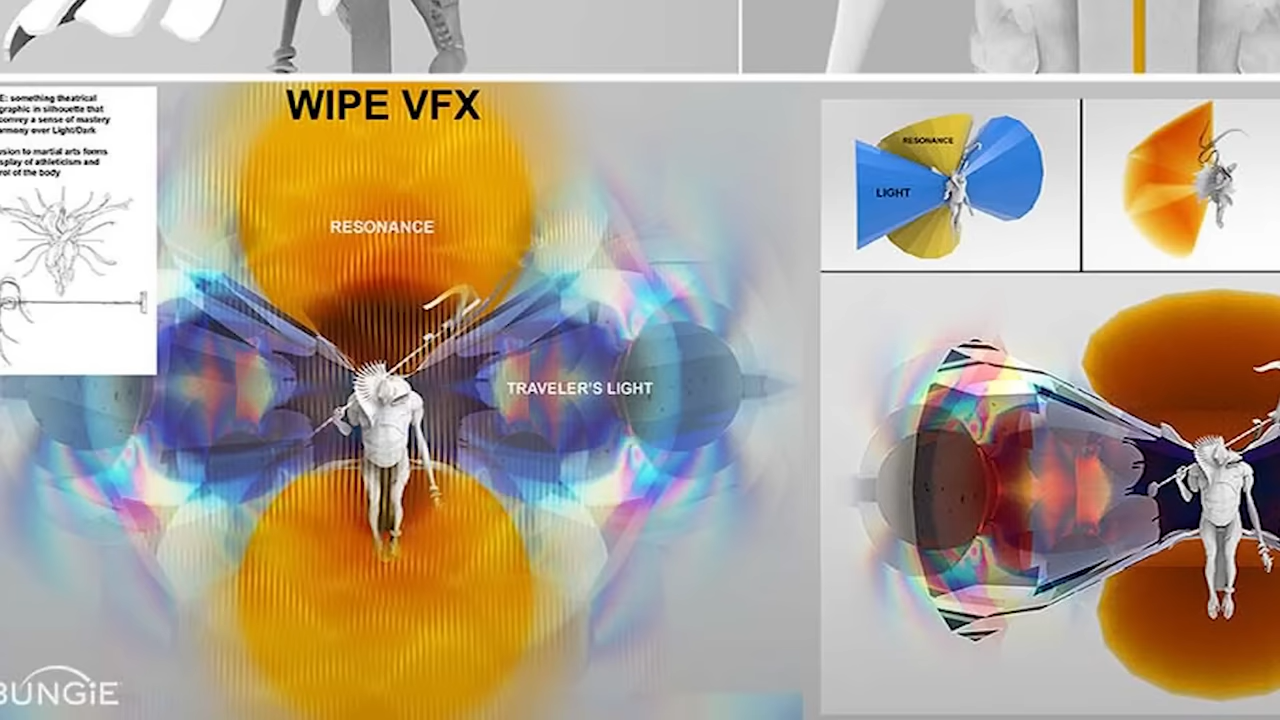 E: something theatrical
graphic in silhouette that
convey a sense of mastery
armony over Light/Dark
usion to martial arts forms
splay of athleticism and
rol of the body
WIPE VFX
RESONANCE
TRAVELER'S LIGHT
RESONANCE
LIGHT
BUNGiE